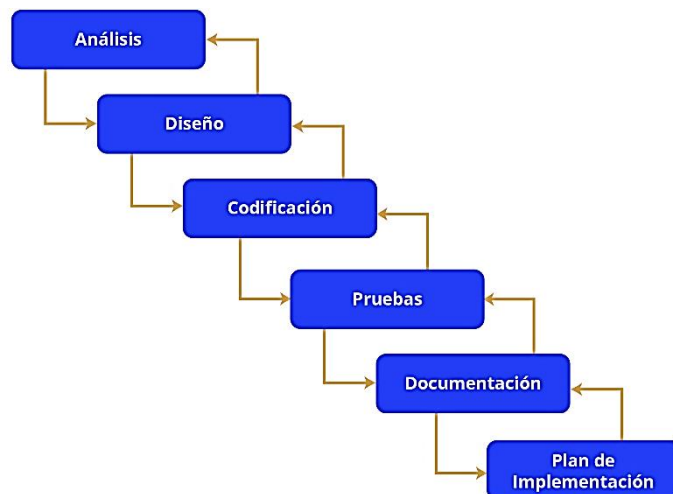 Análisis
Diseño
Codificación
Pruebas
Documentación
Plan de
Implementación